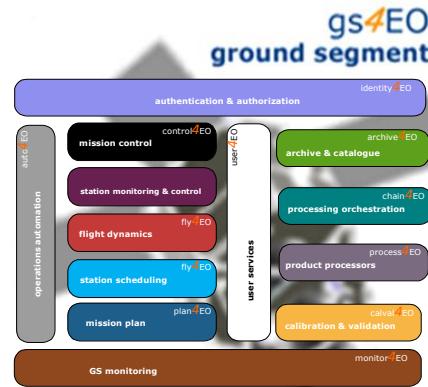 gs4EO
ground segment
identity4EO
authentication & authorization
auto4EO
operations automation
control4EO
mission control
station monitoring & control
fly4EO
flight dynamics
fly4EO
station scheduling
plan4EO
mission plan
user4EO
user services
archive4EO
archive & catalogue
chain4EO
processing orchestration
process4EO
product processors
calval4EO
calibration & validation
monitor4EO
GS monitoring